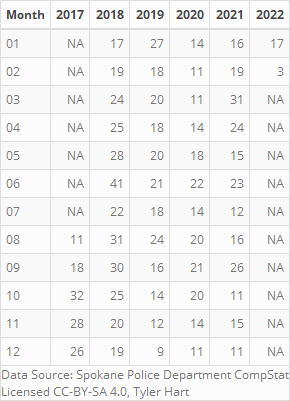 Month 2017 2018 2019 2020 2021 2022
01 NA 17 27 14 16 17
02 NA 19 18 11 19 3
03 NA 24 20 11 31 NA
04 NA 25 18 14 24 NA
05 NA 28 20 18 15 NA
06 NA 41 21 22 23 NA
07 NA 22 18 14 12 NA
08 11 31 24 20 16 NA
09 18 30 16 21 26 NA
10 32 25 14 20 11 NA
11 28 20 12 14 15 NA
12 26 19 9 11 11 NA
Data Source: Spokane Police Department CompStat
Licensed CC-BY-SA 4.0, Tyler Hart